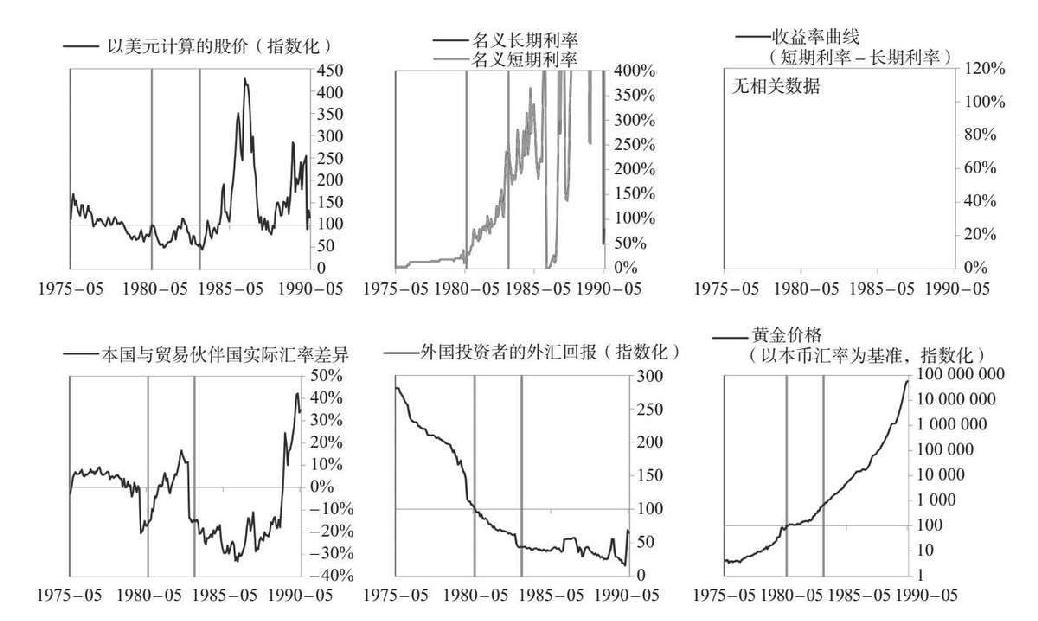 以美元计算的股价（指数化）
450
400
350
300
250
200
150
100
50
0
1975-05 1980-05 1985-05 1990-05
名义长期利率
名义短期利率
400%
350%
300%
250%
200%
150%
100%
50%
0%
1975-05 1980-05 1985-05 1990-05
收益率曲线
（短期利率-长期利率）
无相关数据
120%
100%
80%
60%
40%
20%
0%
1975-05 1980-05 1985-05 1990-05
本国与贸易伙伴国实际汇率差异
50%
40%
30%
20%
10%
0%
-10%
-20%
-30%
-40%
1975-05 1980-05 1985-05 1990-05
外国投资者的外汇回报（指数化）
300
250
200
150
100
50
0
1975-05 1980-05 1985-05 1990-05
黄金价格
（以本币汇率为基准，指数化）
100 000 000
10 000 000
1 000 000
100 000
10 000
1 000
100
10
1
1975-05 1980-05 1985-05 1990-05